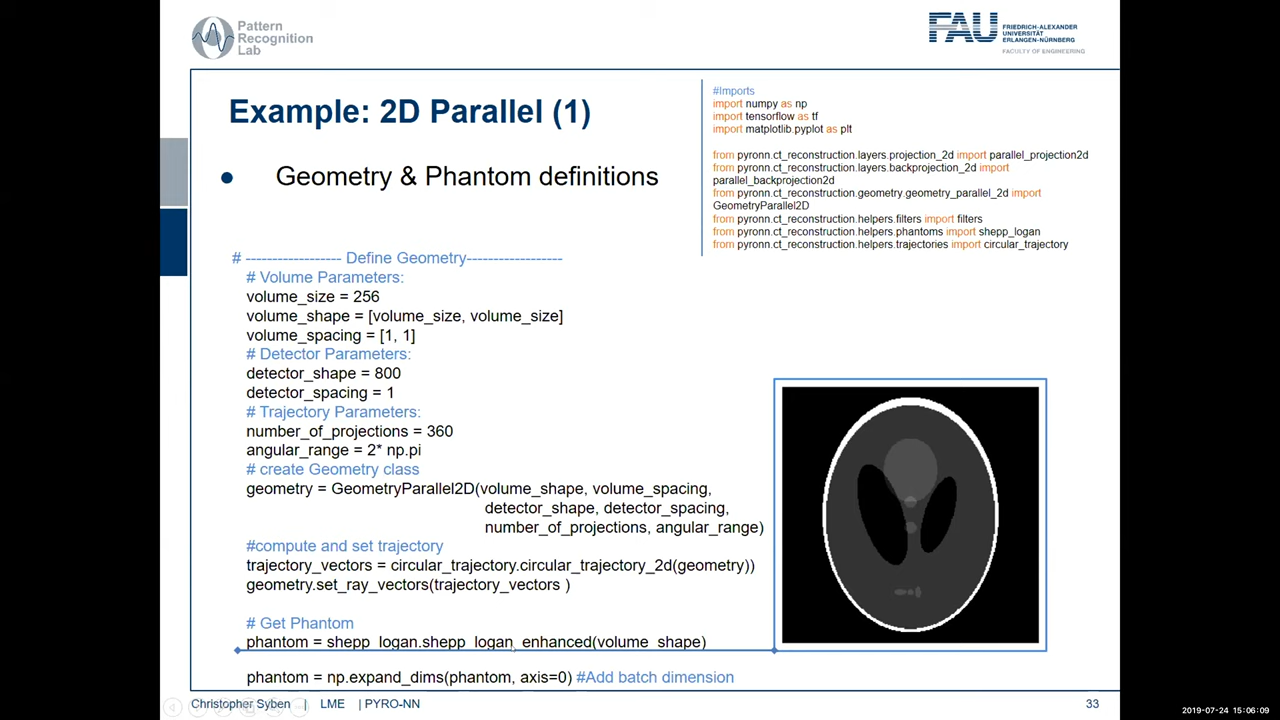 Pattern
Recognition
Lab
FAU
FRIEDRICH-ALEXANDER
UNIVERSITÄT
ERLANGEN-NÜRNBERG
FACULTY OF ENGINEERING
Example: 2D Parallel (1)
● Geometry & Phantom definitions
#Imports
import numpy as np
import tensorflow as tf
import matplotlib.pyplot as plt
from pyronn.ct_reconstruction.layers.projection_2d import parallel_projection2d
from pyronn.ct_reconstruction.layers.backprojection_2d import
parallel_backprojection2d
from pyronn.ct_reconstruction.geometry.geometry_parallel_2d import
GeometryParallel2D
from pyronn.ct_reconstruction.helpers.filters import filters
from pyronn.ct_reconstruction.helpers.phantoms import shepp_logan
from pyronn.ct_reconstruction.helpers.trajectories import circular_trajectory
# ------------------ Define Geometry------------------
# Volume Parameters:
volume_size = 256
volume_shape = [volume_size, volume_size]
volume_spacing = [1, 1]
# Detector Parameters:
detector_shape = 800
detector_spacing = 1
# Trajectory Parameters:
number_of_projections = 360
angular_range = 2* np.pi
# create Geometry class
geometry = GeometryParallel2D(volume_shape, volume_spacing,
detector_shape, detector_spacing,
number_of_projections, angular_range)
#compute and set trajectory
trajectory_vectors = circular_trajectory.circular_trajectory_2d(geometry))
geometry.set_ray_vectors(trajectory_vectors )
# Get Phantom
phantom = shepp_logan.shepp_logan_enhanced(volume_shape)
phantom = np.expand_dims(phantom, axis=0) #Add batch dimension
Christopher Syben | LME | PYRO-NN
33
2019-07-24 15:06:09